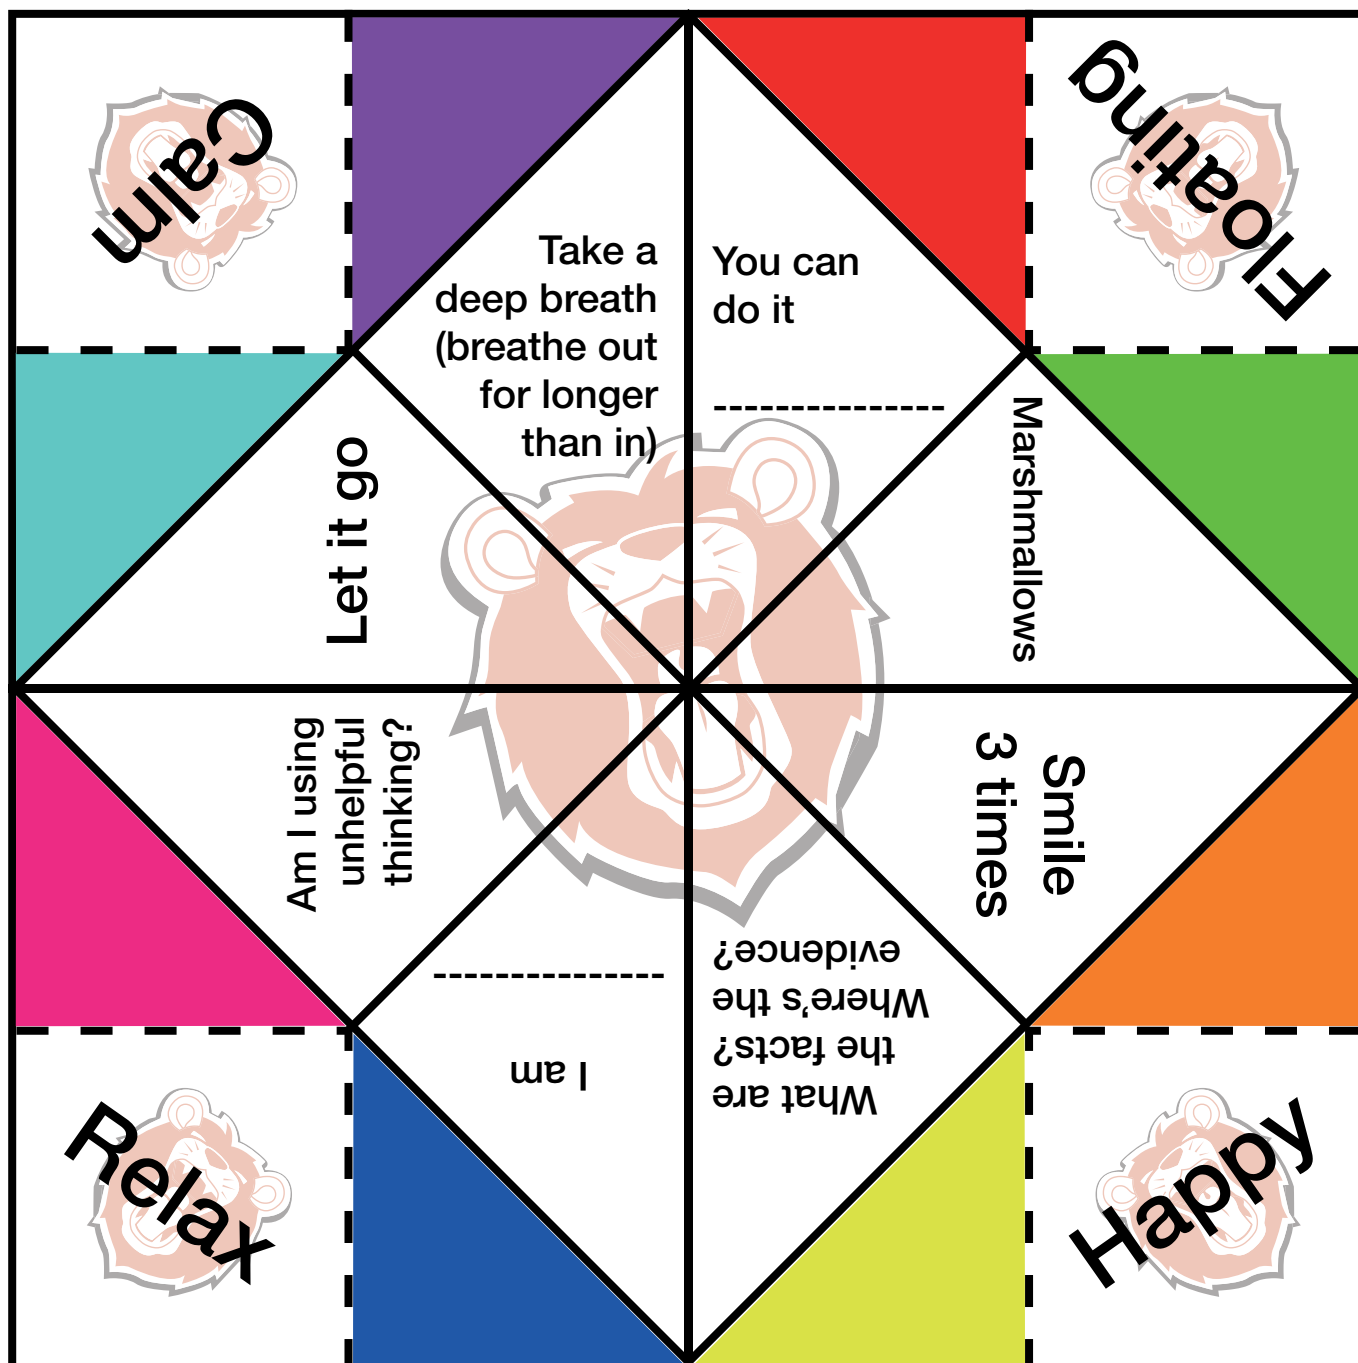 Calm
Floating
Take a
deep breath
(breathe out
for longer
than in)
You can
do it
---------------
Let it go
Marshmallows
Am I using
unhelpful
thinking?
Smile
3 times
I am
---------------
What are
the facts?
Where's the
evidence?
Relax
Happy